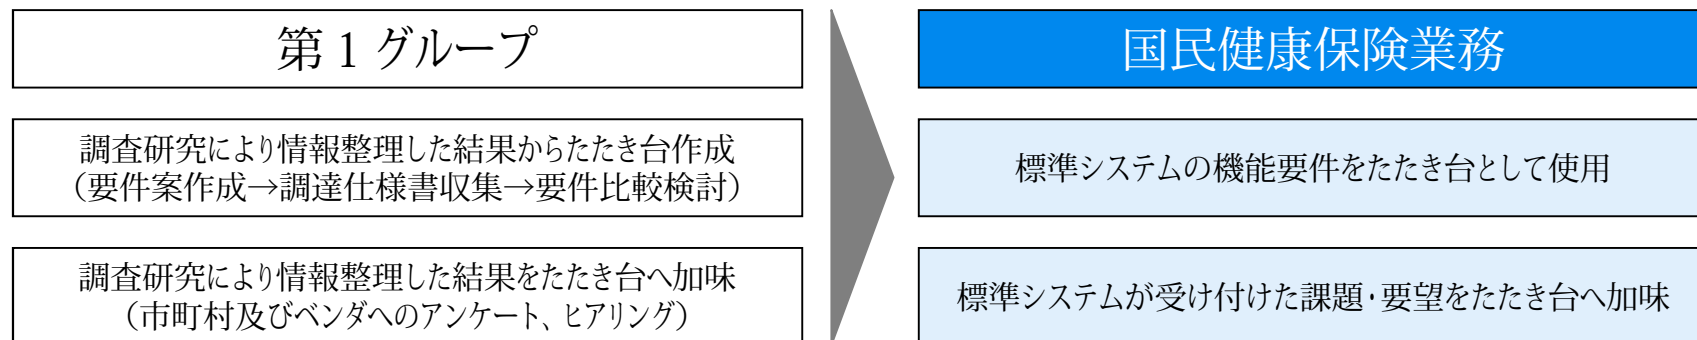 第1グループ
調査研究により情報整理した結果からたたき台作成
（要件案作成→調達仕様書収集→要件比較検討）
調査研究により情報整理した結果をたたき台へ加味
（市町村及びベンダへのアンケート、ヒアリング）
国民健康保険業務
標準システムの機能要件をたたき台として使用
標準システムが受け付けた課題・要望をたたき台へ加味